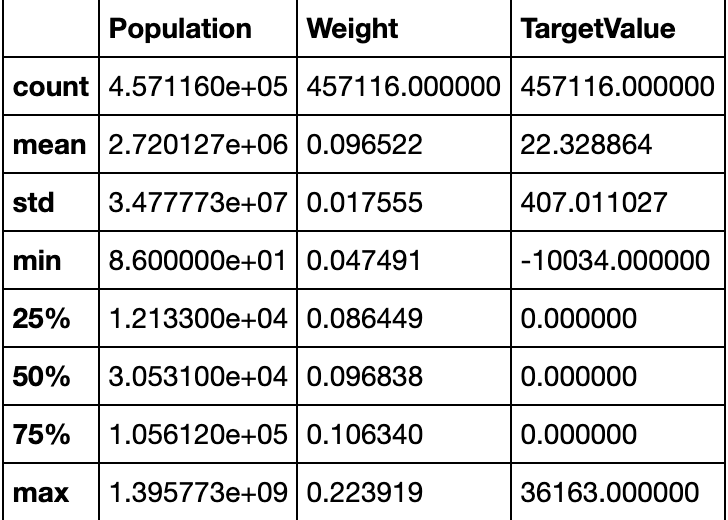 Population Weight TargetValue
count 4.571160e+05 457116.000000 457116.000000
mean 2.720127e+06 0.096522 22.328864
std 3.477773e+07 0.017555 407.011027
min 8.600000e+01 0.047491 -10034.000000
25% 1.213300e+04 0.086449 0.000000
50% 3.053100e+04 0.096838 0.000000
75% 1.056120e+05 0.106340 0.000000
max 1.395773e+09 0.223919 36163.000000